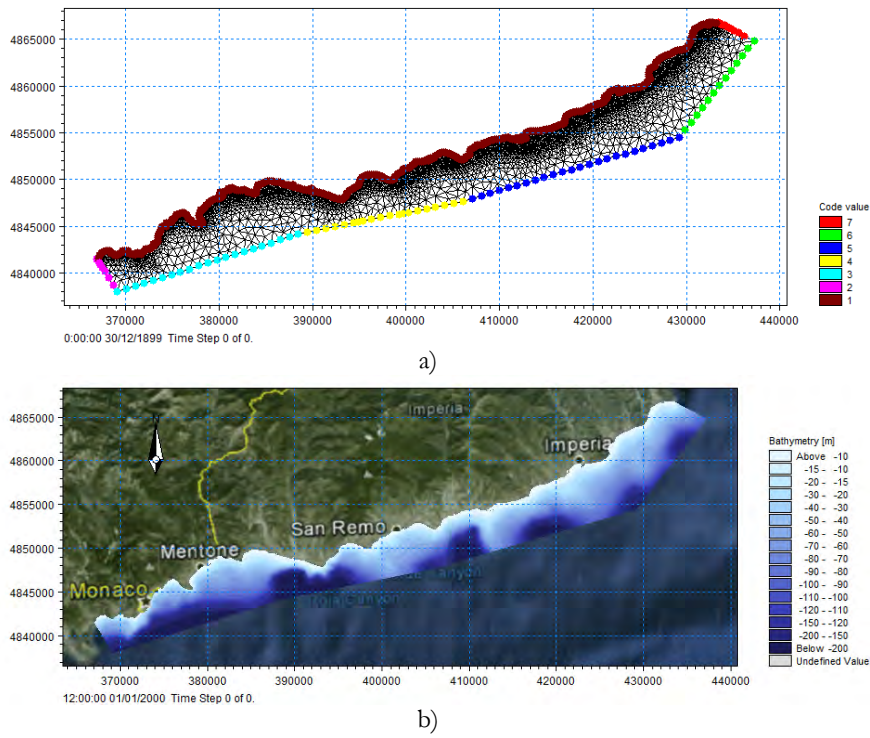 4865000
4860000
4855000
4850000
4845000
4840000
370000 380000 390000 400000 410000 420000 430000 440000
0:00:00 30/12/1899 Time Step 0 of 0.
Code value
7
6
5
4
3
2
1
a)
4865000
4860000
4855000
4850000
4845000
4840000
Imperia
Imperia
San Remo
Mentone
Monaco
370000 380000 390000 400000 410000 420000 430000 440000
12:00:00 01/01/2000 Time Step 0 of 0.
Bathymetry [m]
Above -10
-15 - -10
-20 - -15
-30 - -20
-40 - -30
-50 - -40
-60 - -50
-70 - -60
-80 - -70
-90 - -80
-100 - -90
-110 - -100
-120 - -110
-150 - -120
-200 - -150
Below -200
Undefined Value
b)